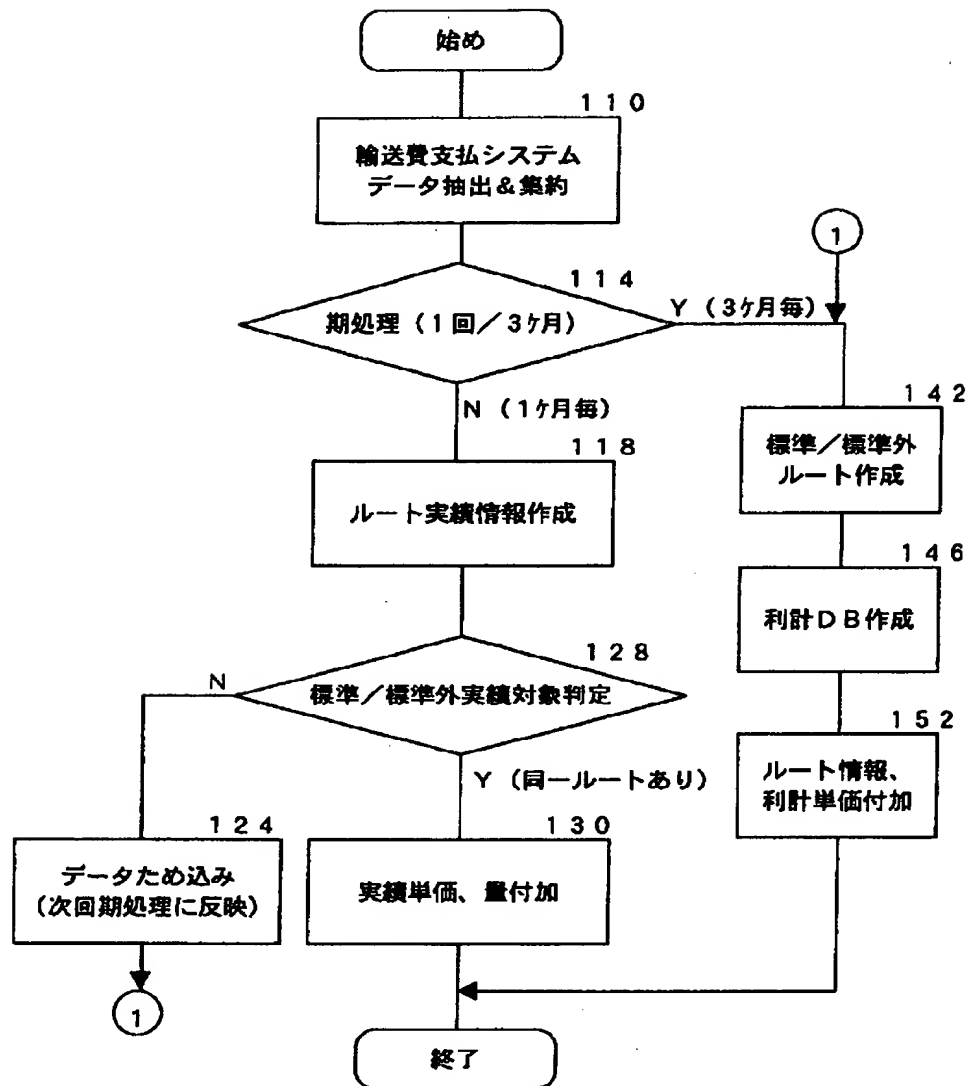 始め
110
輸送費支払システム
データ抽出&集約
1
114
期処理(1回/3ヶ月)
Y(3ヶ月毎)
N(1ヶ月毎)
142
標準/標準外
ルート作成
118
ルート実績情報作成
146
利計DB作成
128
N
標準/標準外実績対象判定
152
ルート情報、
利計単価付加
Y(同一ルートあり)
124
データため込み
(次回期処理に反映)
130
実績単価、量付加
1
終了